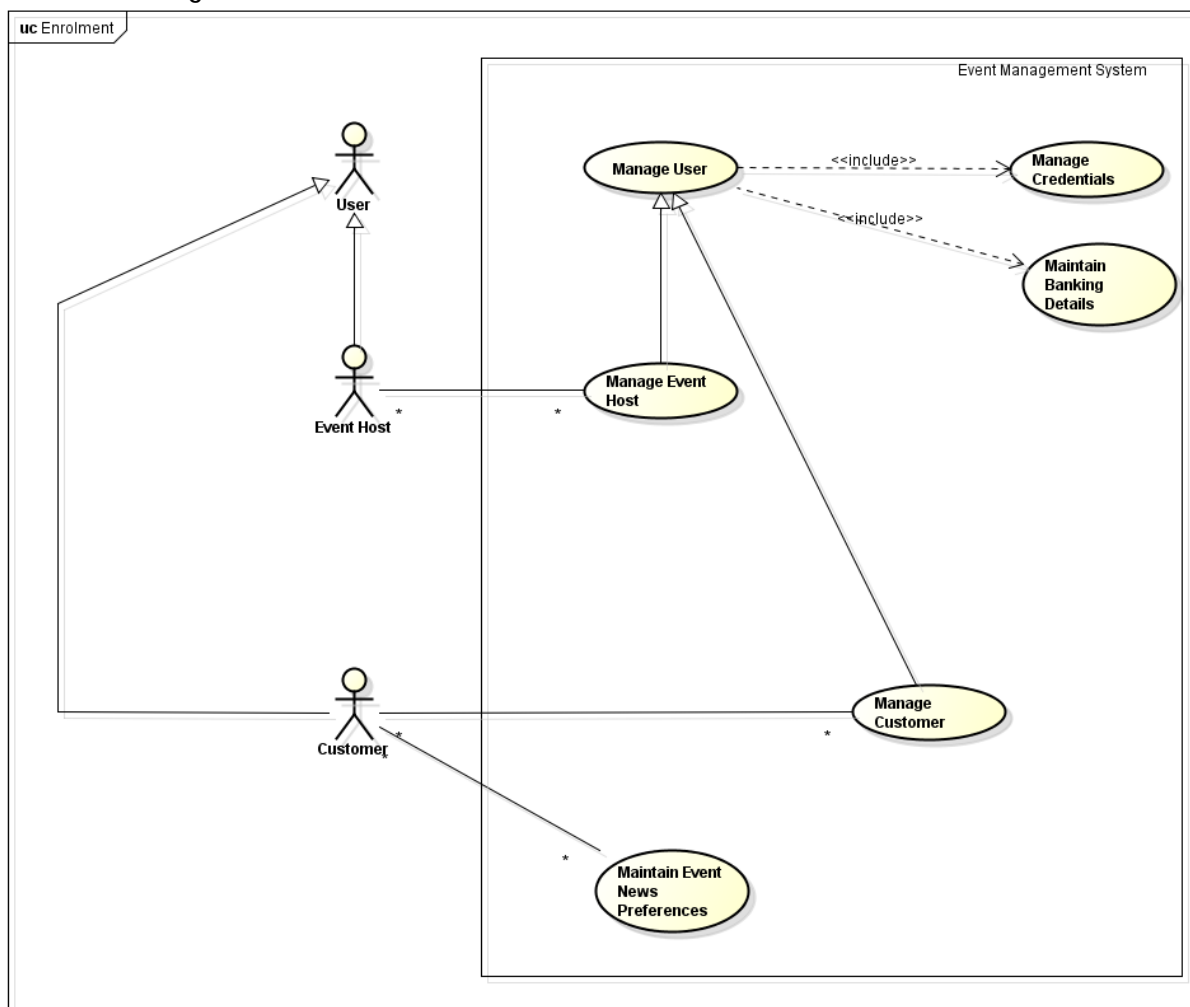 uc Enrolment
Event Management System
User
Manage User
<<include>>
Manage
Credentials
<<include>>
Maintain
Banking
Details
Event Host
*
*
Manage Event
Host
Customer
*
*
*
Manage
Customer
*
Maintain Event
News
Preferences